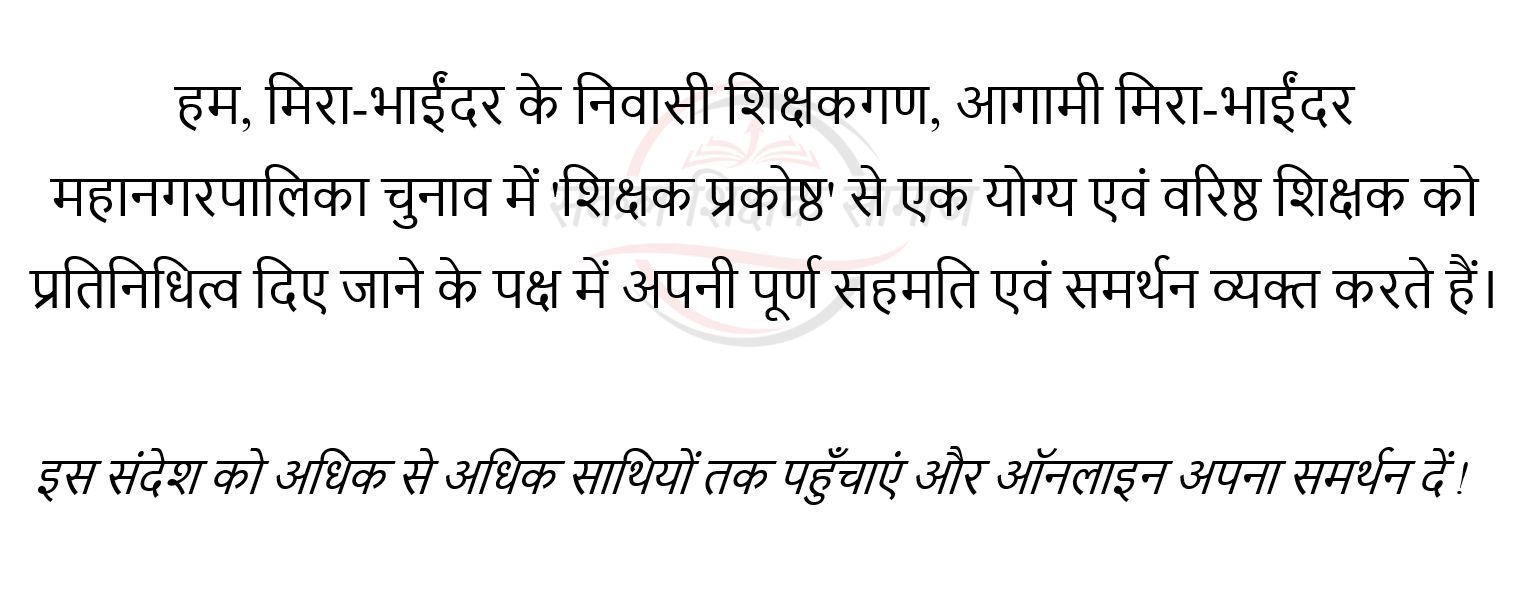 हम, मिरा-भाईंदर के निवासी शिक्षकगण, आगामी मिरा-भाईंदर
महानगरपालिका चुनाव में 'शिक्षक प्रकोष्ठ' से एक योग्य एवं वरिष्ठ शिक्षक को
प्रतिनिधित्व दिए जाने के पक्ष में अपनी पूर्ण सहमति एवं समर्थन व्यक्त करते हैं।
इस संदेश को अधिक से अधिक साथियों तक पहुँचाएं और ऑनलाइन अपना समर्थन दें!